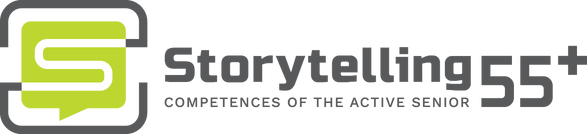 Storytelling 55+
COMPETENCES OF THE ACTIVE SENIOR